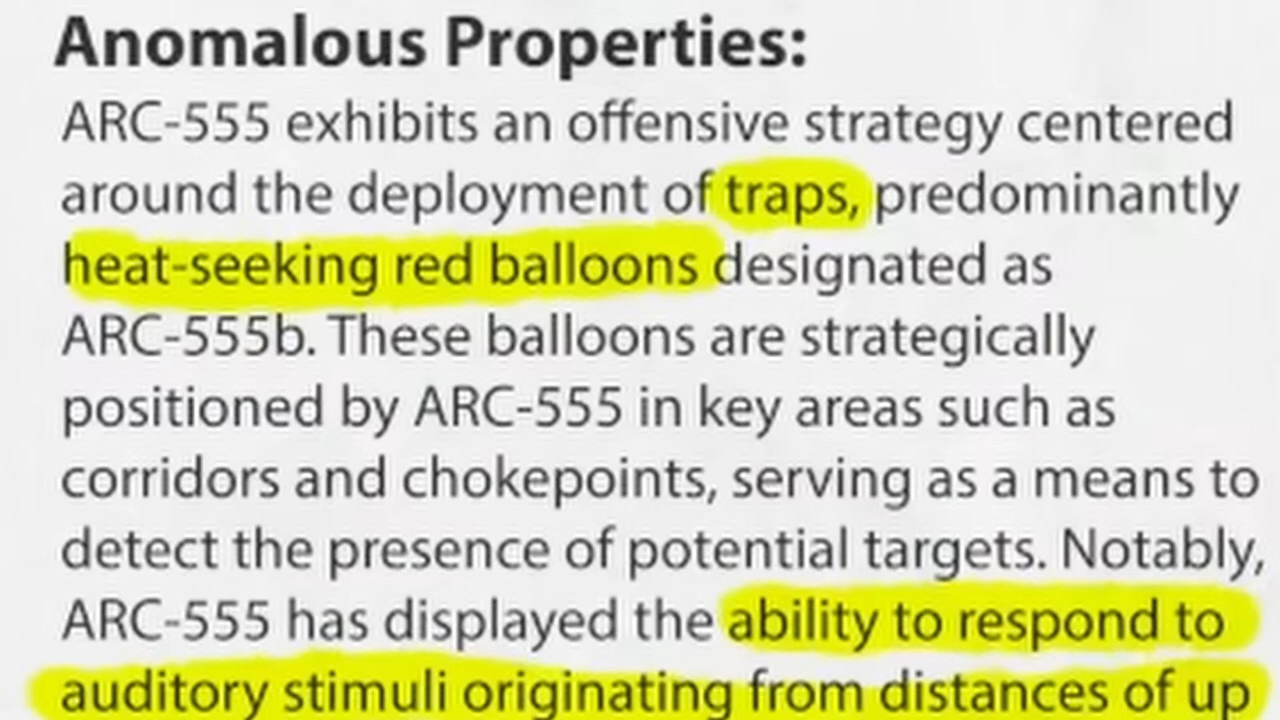 Anomalous Properties:
ARC-555 exhibits an offensive strategy centered
around the deployment of traps, predominantly
heat-seeking red balloons designated as
ARC-555b. These balloons are strategically
positioned by ARC-555 in key areas such as
corridors and chokepoints, serving as a means to
detect the presence of potential targets. Notably,
ARC-555 has displayed the ability to respond to
auditory stimuli originating from distances of up